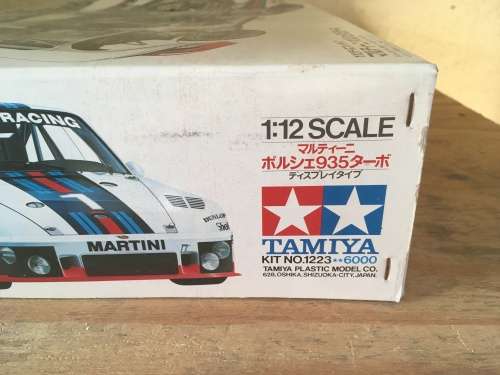 RACING
1:12 SCALE
マルティーニ
ポルシェ935ターボ
ディスプレイタイプ
DUNLOP
Shell
MARTINI
TAMIYA
KIT NO.1223★★6000
TAMIYA PLASTIC MODEL CO.
628, OSHIKA, SHIZUOKA-CITY, JAPAN.